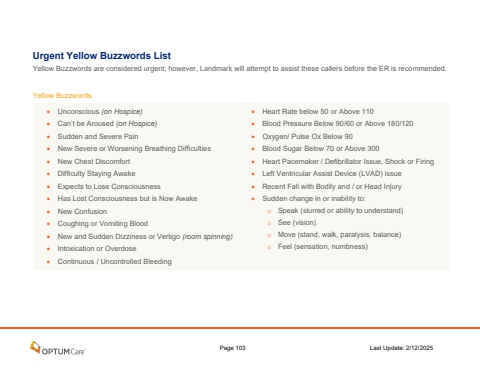 Urgent Yellow Buzzwords List
Yellow Buzzwords are considered urgent; however, Landmark will attempt to assist these callers before the ER is recommended.
Yellow Buzzwords
• Unconscious (on Hospice)
• Can't be Aroused (on Hospice)
• Sudden and Severe Pain
• New Severe or Worsening Breathing Difficulties
• New Chest Discomfort
• Difficulty Staying Awake
• Expects to Lose Consciousness
• Has Lost Consciousness but is Now Awake
• New Confusion
• Coughing or Vomiting Blood
• New and Sudden Dizziness or Vertigo (room spinning)
• Intoxication or Overdose
• Continuous / Uncontrolled Bleeding
• Heart Rate below 50 or Above 110
• Blood Pressure Below 90/60 or Above 180/120
• Oxygen/ Pulse Ox Below 90
• Blood Sugar Below 70 or Above 300
• Heart Pacemaker / Defibrillator Issue, Shock or Firing
• Left Ventricular Assist Device (LVAD) issue
• Recent Fall with Bodily and / or Head Injury
• Sudden change in or inability to:
o Speak (slurred or ability to understand)
o See (vision)
o Move (stand, walk, paralysis, balance)
o Feel (sensation, numbness)
OPTUM Care
Page 103
Last Update: 2/12/2025